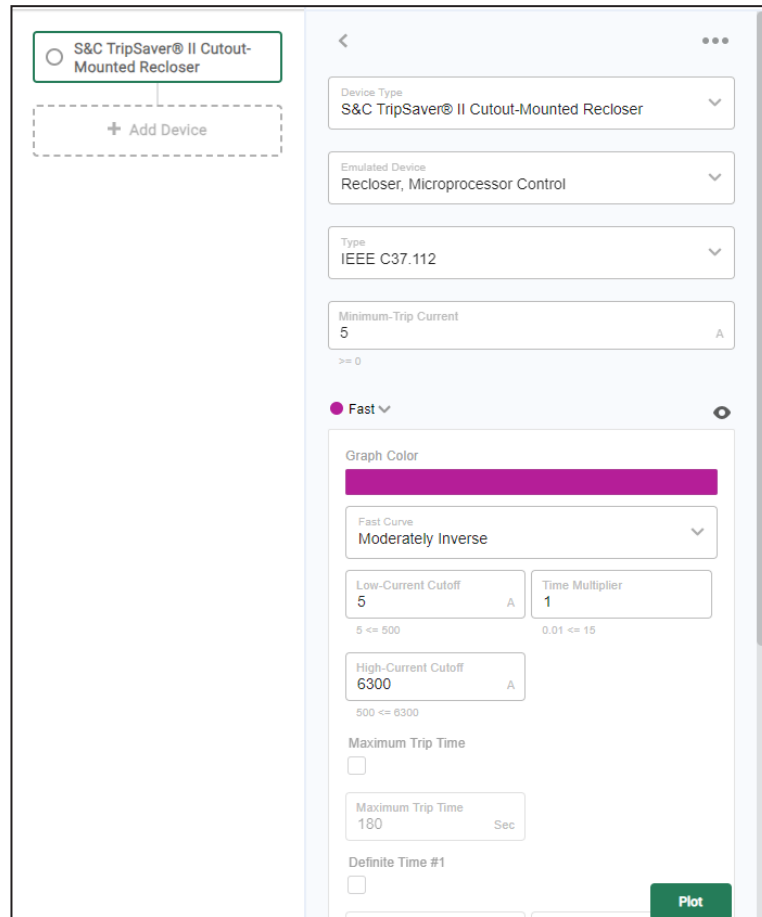 S&C TripSaver® II Cutout-
Mounted Recloser
+ Add Device
Device Type
S&C TripSaver® II Cutout-Mounted Recloser
Emulated Device
Recloser, Microprocessor Control
Type
IEEE C37.112
Minimum-Trip Current
5 A
>= 0
Fast
Graph Color
Fast Curve
Moderately Inverse
Low-Current Cutoff
5 A
5 <= 500
Time Multiplier
1
0.01 <= 15
High-Current Cutoff
6300 A
500 <= 6300
Maximum Trip Time
Maximum Trip Time
180 Sec
Definite Time #1
Plot